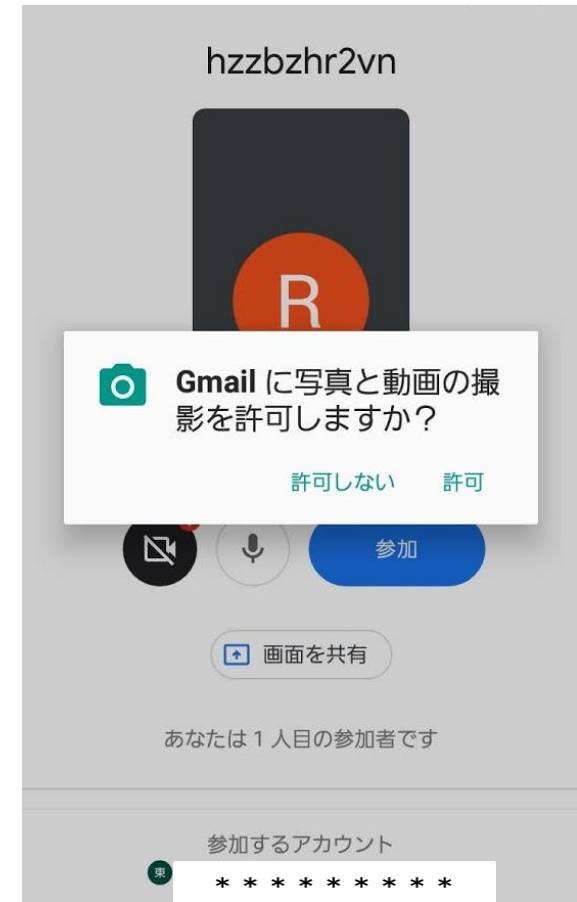 hzzbzhr2vn
R
Gmail に写真と動画の撮
影を許可しますか？
許可しない 許可
参加
画面を共有
あなたは 1 人目の参加者です
参加するアカウント
東
* * * * * * * * *